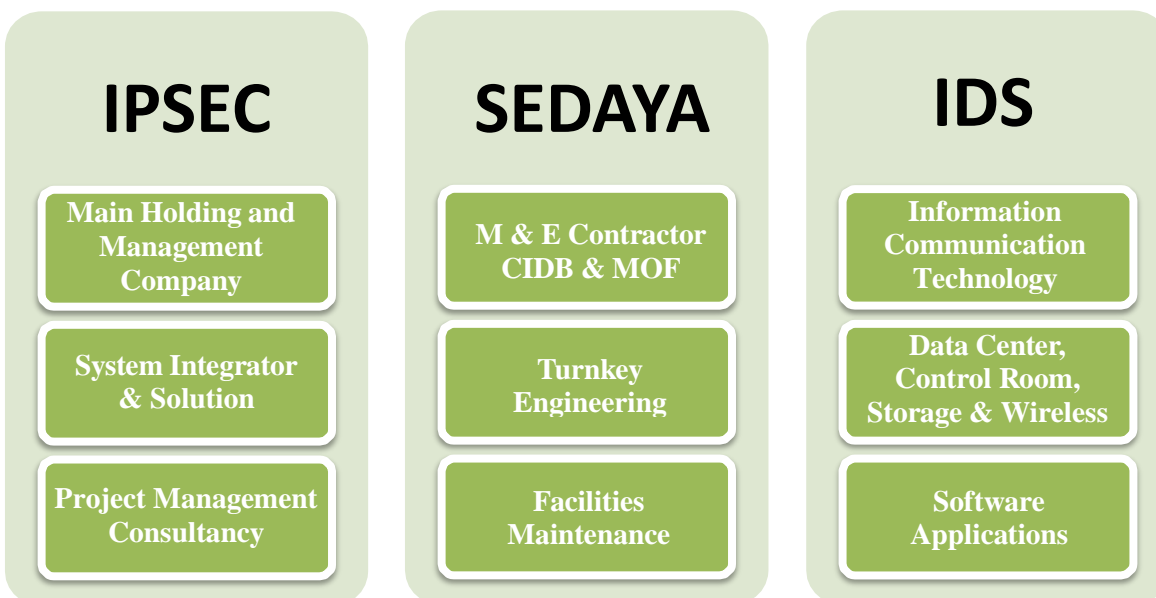 IPSEC
Main Holding and
Management
Company
System Integrator
& Solution
Project Management
Consultancy
SEDAYA
M & E Contractor
CIDB & MOF
Turnkey
Engineering
Facilities
Maintenance
IDS
Information
Communication
Technology
Data Center,
Control Room,
Storage & Wireless
Software
Applications